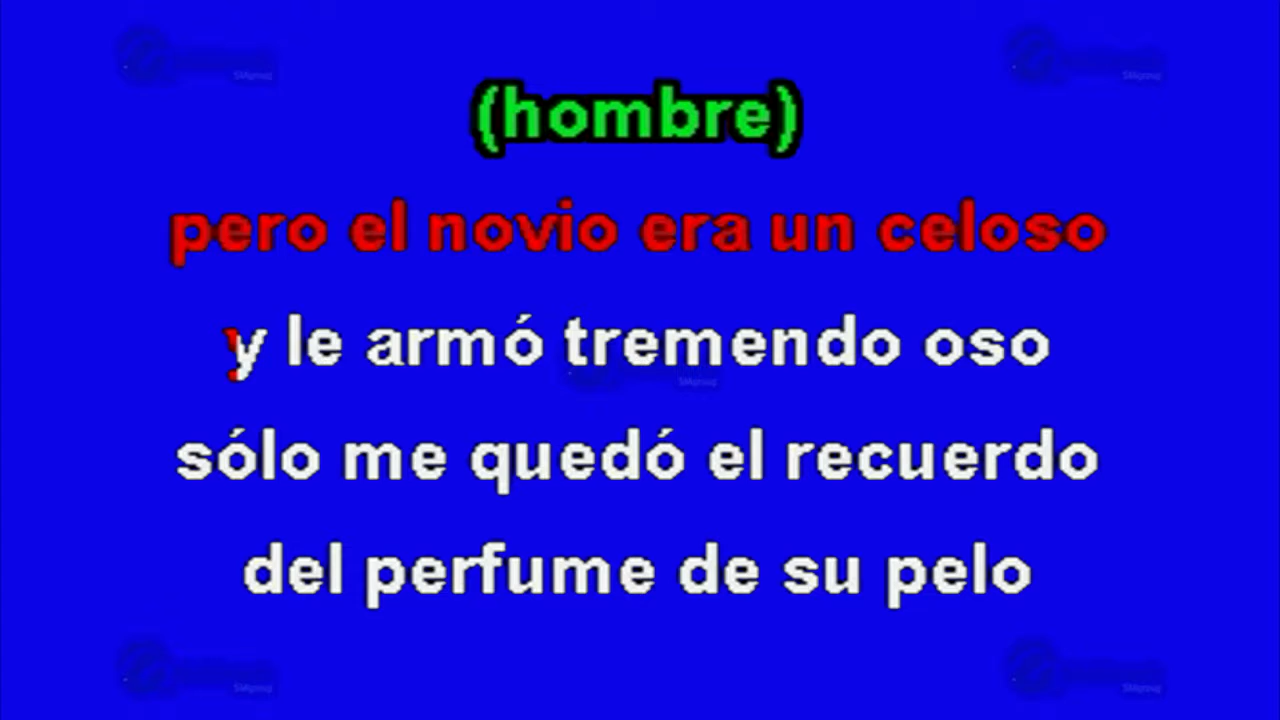 (hombre)
pero el novio era un celoso
y le armó tremendo oso
sólo me quedó el recuerdo
del perfume de su pelo